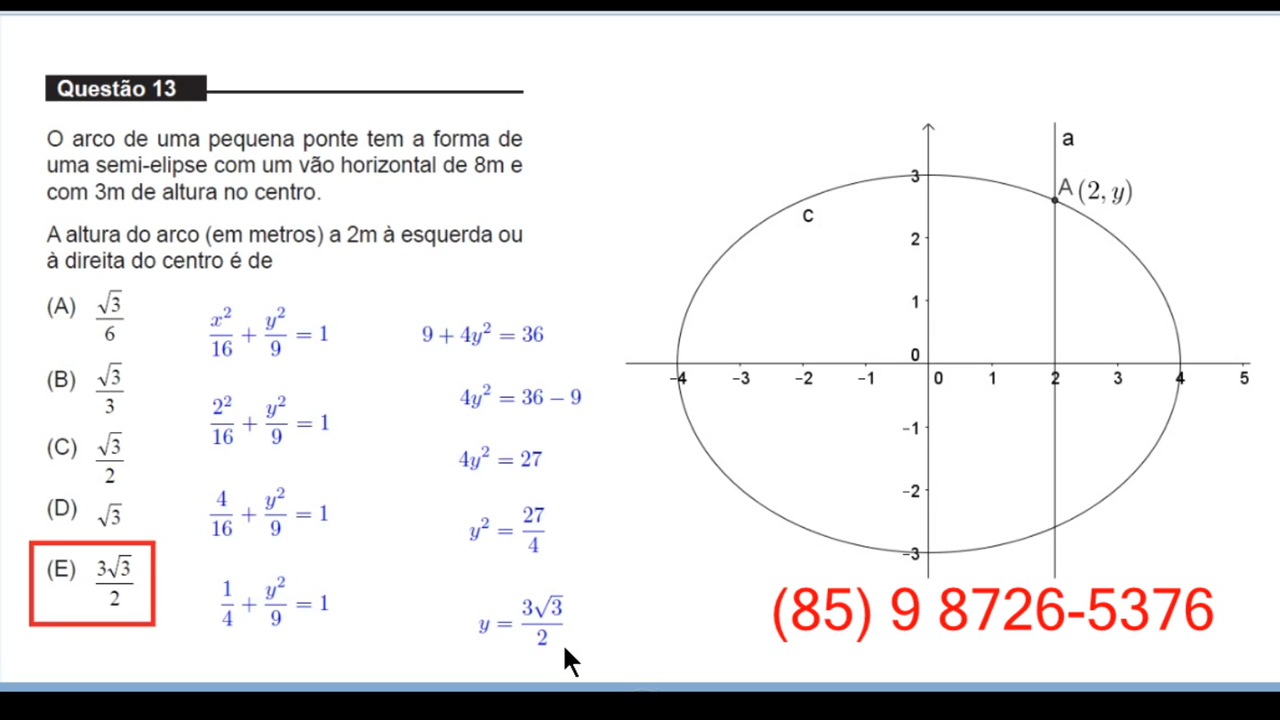 Questão 13
O arco de uma pequena ponte tem a forma de
uma semi-elipse com um vão horizontal de 8m e
com 3m de altura no centro.
A altura do arco (em metros) a 2m à esquerda ou
à direita do centro é de
(A) √3/6
(B) √3/3
(C) √3/2
(D) √3
(E) 3√3/2
x²/16 + y²/9 = 1
2²/16 + y²/9 = 1
4/16 + y²/9 = 1
1/4 + y²/9 = 1
9 + 4y² = 36
4y² = 36 − 9
4y² = 27
y² = 27/4
y = 3√3/2
a
A (2, y)
c
3
2
1
0
−4 −3 −2 −1 0 1 2 3 4 5
−1
−2
−3
(85) 9 8726-5376